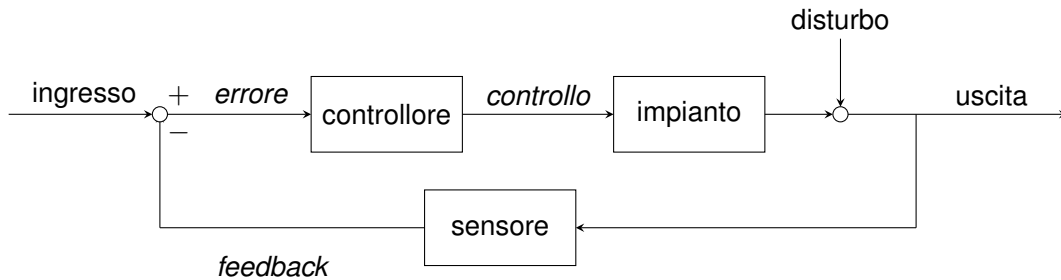 disturbo
ingresso
+
errore
controllore
controllo
impianto
uscita
−
sensore
feedback